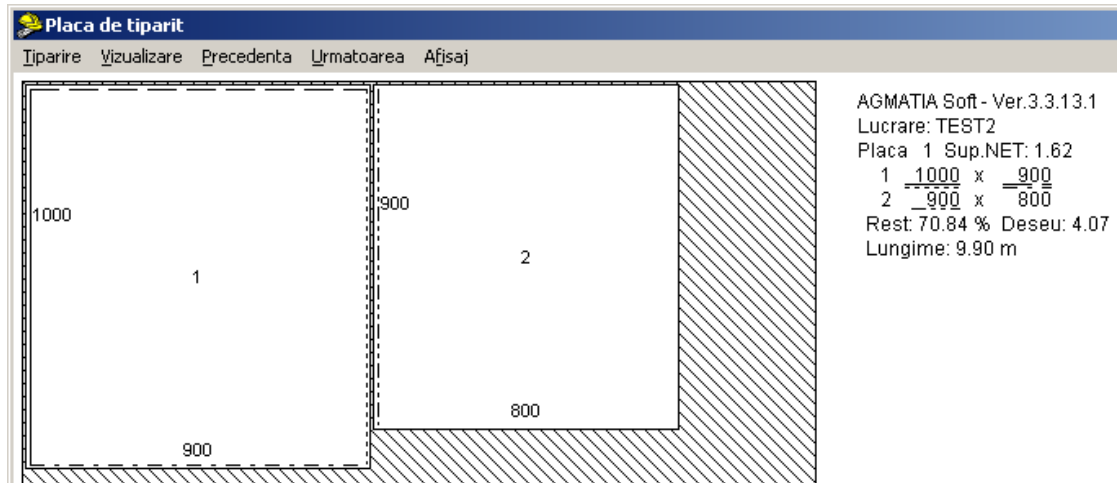 Placa de tiparit
Tiparire Vizualizare Precedenta Urmatoarea Afisaj
1000
1
900
900
2
800
AGMATIA Soft - Ver.3.3.13.1
Lucrare: TEST2
Placa 1 Sup.NET: 1.62
1 1000 x 900
2 900 x 800
Rest: 70.84 % Deseu: 4.07
Lungime: 9.90 m